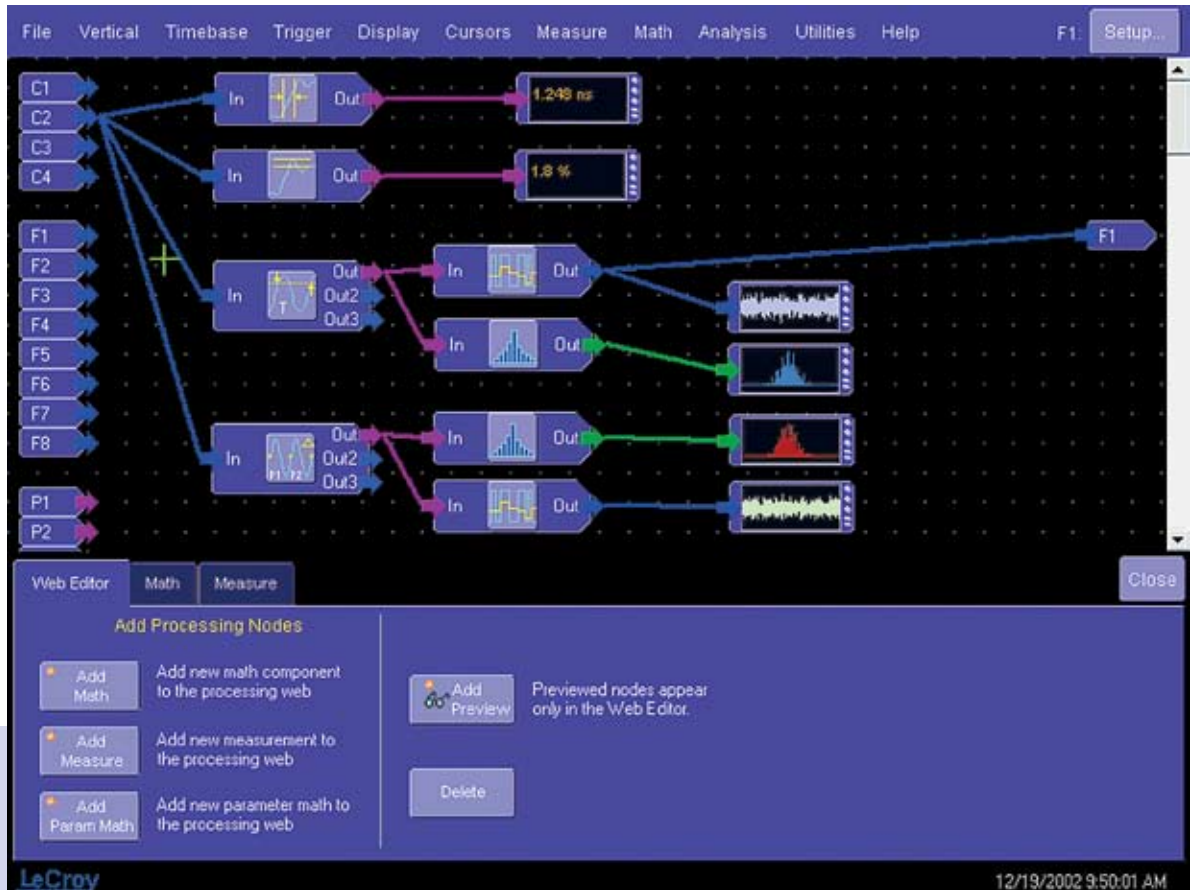 File Vertical Timebase Trigger Display Cursors Measure Math Analysis Utilities Help F1: Setup...
C1
C2
C3
C4
F1
F2
F3
F4
F5
F6
F7
F8
P1
P2
In Out
1.248 ns
In Out
1.8 %
In Out
Out2
Out3
T
In Out
F1
In Out
In Out
Out2
Out3
P1 P2
In Out
In Out
Web Editor Math Measure Close
Add Processing Nodes
Add Math
Add new math component
to the processing web
Add Measure
Add new measurement to
the processing web
Add Param Math
Add new parameter math to
the processing web
Add Preview
Previewed nodes appear
only in the Web Editor.
Delete
LeCroy
12/19/2002 9:50:01 AM